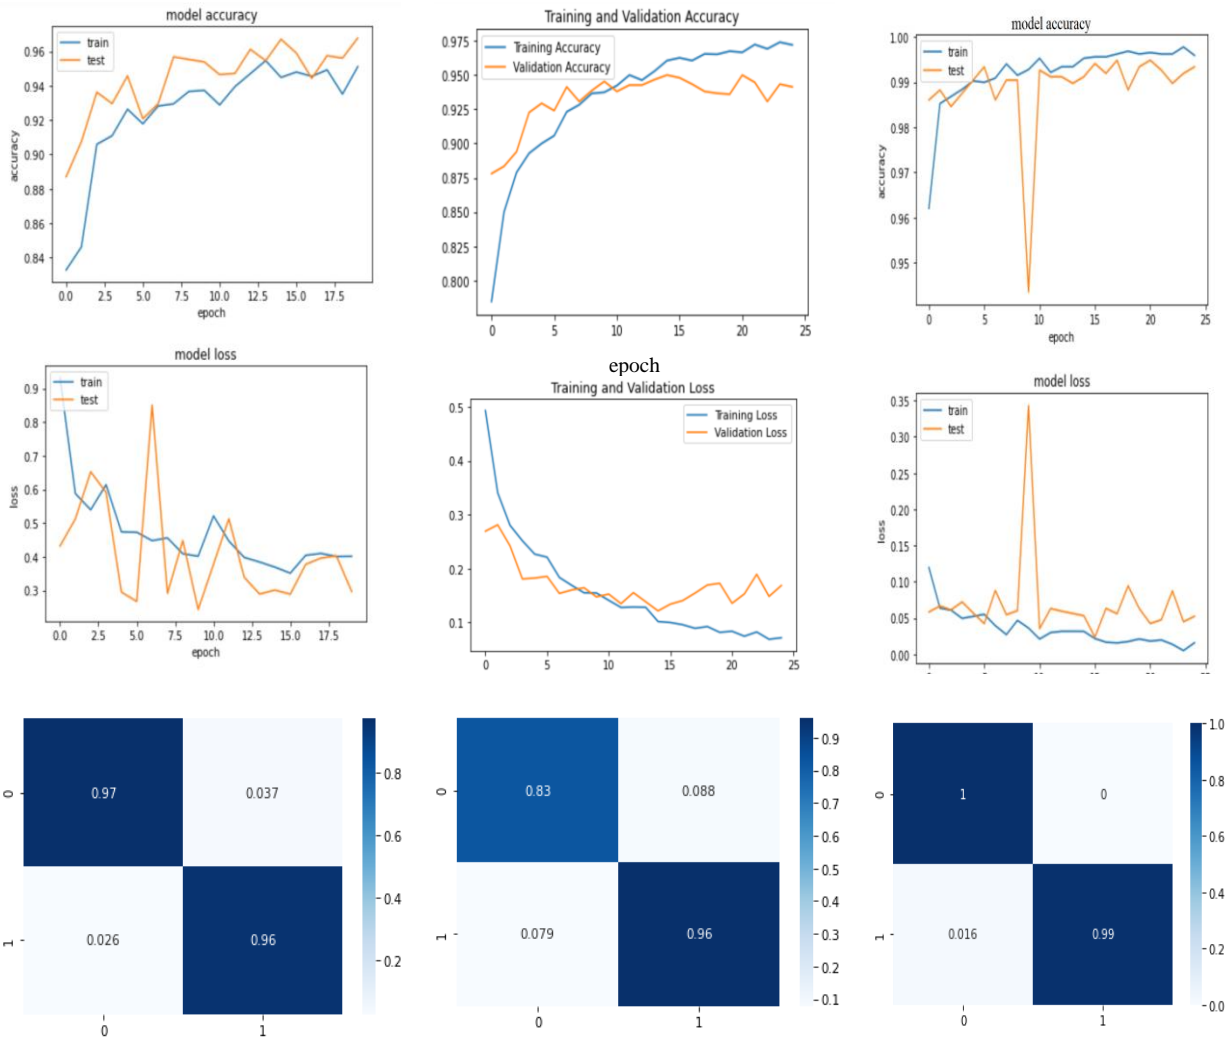 model accuracy
train
test
0.96
0.94
0.92
0.90
0.88
0.86
0.84
accuracy
0.0 2.5 5.0 7.5 10.0 12.5 15.0 17.5
epoch
Training and Validation Accuracy
Training Accuracy
Validation Accuracy
0.975
0.950
0.925
0.900
0.875
0.850
0.825
0.800
0 5 10 15 20 25
epoch
model accuracy
train
test
1.00
0.99
0.98
0.97
0.96
0.95
accuracy
0 5 10 15 20 25
epoch
model loss
train
test
0.9
0.8
0.7
0.6
0.5
0.4
0.3
loss
0.0 2.5 5.0 7.5 10.0 12.5 15.0 17.5
epoch
Training and Validation Loss
Training Loss
Validation Loss
0.5
0.4
0.3
0.2
0.1
0 5 10 15 20 25
model loss
train
test
0.35
0.30
0.25
0.20
0.15
0.10
0.05
0.00
loss
0.97 0.037
0.026 0.96
0
1
0 1
0.8
0.6
0.4
0.2
0.83 0.088
0.079 0.96
0
1
0 1
0.9
0.8
0.7
0.6
0.5
0.4
0.3
0.2
0.1
1 0
0.016 0.99
0
1
0 1
1.0
0.8
0.6
0.4
0.2
0.0